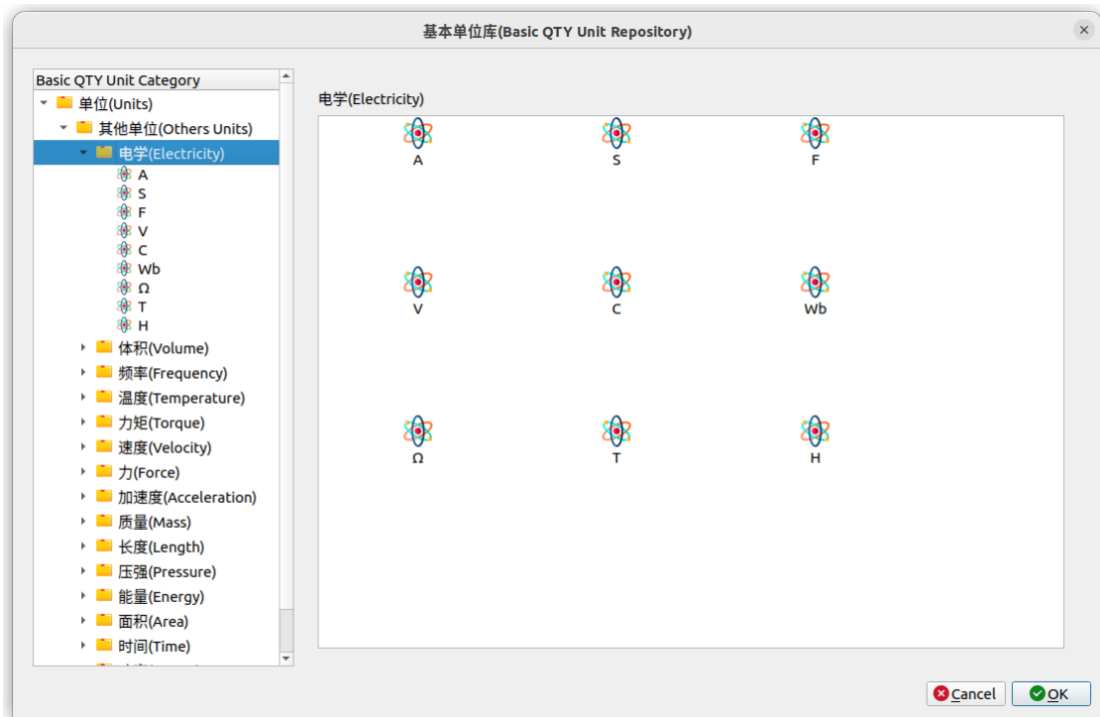 基本单位库(Basic QTY Unit Repository)
Basic QTY Unit Category
单位(Units)
其他单位(Others Units)
电学(Electricity)
A
S
F
V
C
Wb
Ω
T
H
体积(Volume)
频率(Frequency)
温度(Temperature)
力矩(Torque)
速度(Velocity)
力(Force)
加速度(Acceleration)
质量(Mass)
长度(Length)
压强(Pressure)
能量(Energy)
面积(Area)
时间(Time)
电学(Electricity)
A S F
V C Wb
Ω T H
Cancel OK